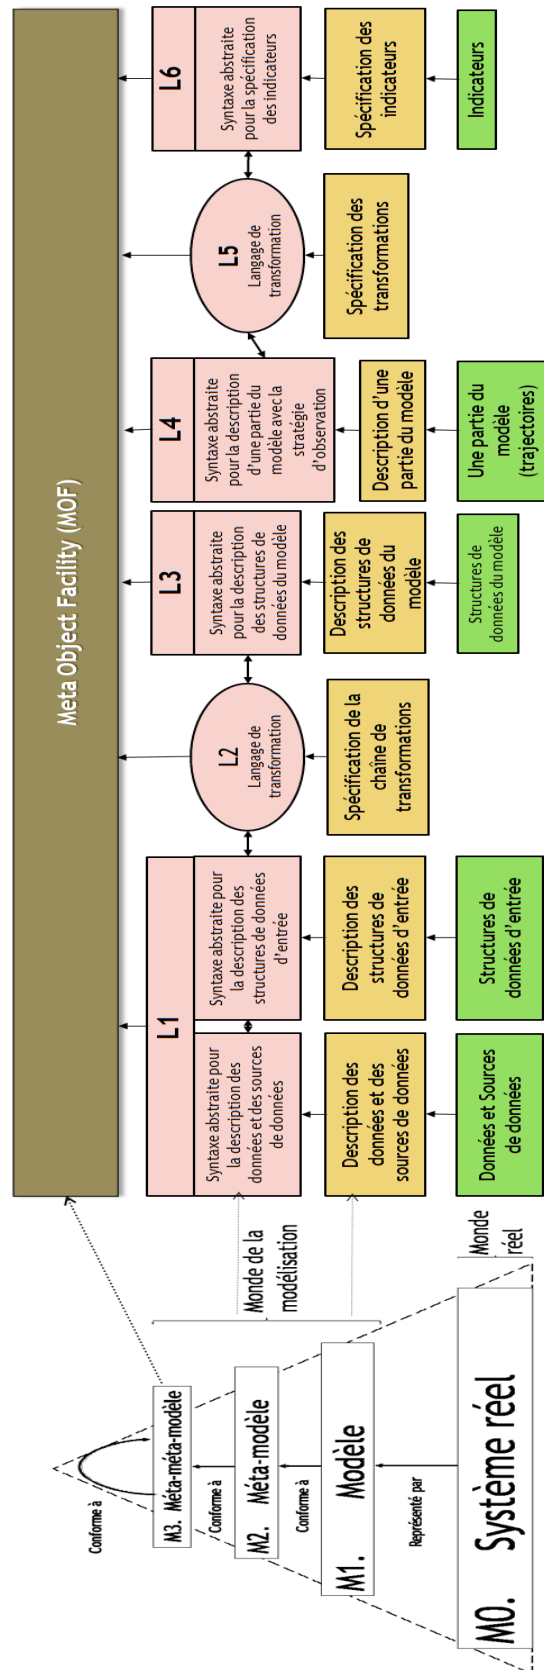 Conforme à
M3. Méta-méta-modèle
Conforme à
M2. Méta-modèle
Conforme à
M1. Modèle
Représenté par
M0. Système réel
Monde de la
modélisation
Monde
réel
Meta Object Facility (MOF)
L1
Syntaxe abstraite pour
la description des
données et des sources
de données
Syntaxe abstraite pour
la description des
structures de données
d'entrée
L2
Langage de
transformation
L3
Syntaxe abstraite
pour la description
des structures de
données du modèle
L4
Syntaxe abstraite
pour la description
d'une partie du
modèle avec la
stratégie
d'observation
L5
Langage de
transformation
L6
Syntaxe abstraite
pour la spécification
des indicateurs
Description des
données et des
sources de données
Description des
structures de
données d'entrée
Spécification de la
chaîne de
transformations
Description des
structures de
données du
modèle
Description d'une
partie du modèle
Spécification des
transformations
Spécification des
indicateurs
Données et Sources
de données
Structures de
données d'entrée
Structures de
données du modèle
Une partie du
modèle
(trajectoires)
Indicateurs